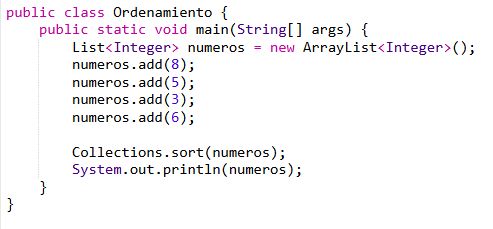 public class Ordenamiento {
    public static void main(String[] args) {
        List<Integer> numeros = new ArrayList<Integer>();
        numeros.add(8);
        numeros.add(5);
        numeros.add(3);
        numeros.add(6);

        Collections.sort(numeros);
        System.out.println(numeros);
    }
}